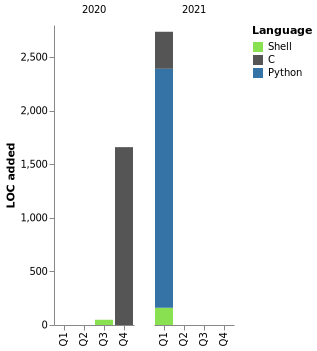 2020
2021
Language
Shell
C
Python
LOC added
2,500
2,000
1,500
1,000
500
0
Q1
Q2
Q3
Q4
Q1
Q2
Q3
Q4